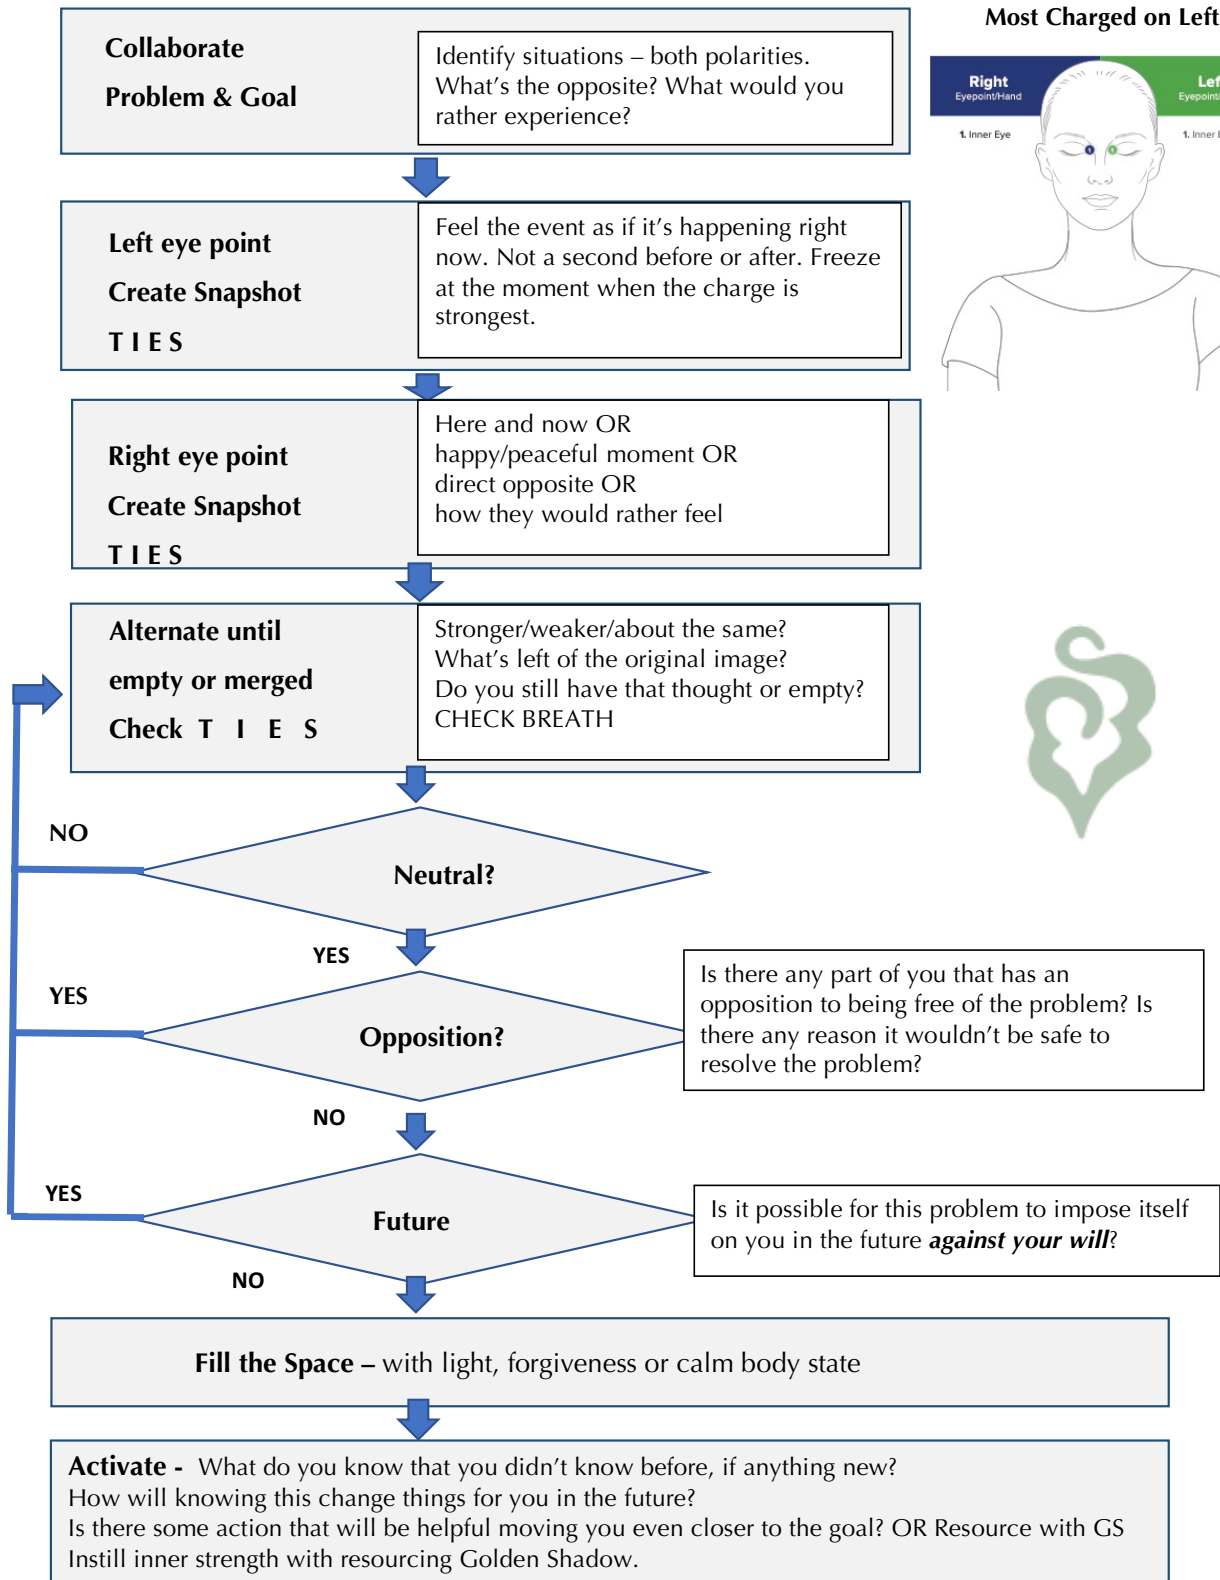 Most Charged on Left
Collaborate
Problem & Goal
Identify situations – both polarities.
What's the opposite? What would you
rather experience?
Right
Eyepoint/Hand
1. Inner Eye
1. Inner
1
1
Left eye point
Create Snapshot
T I E S
Feel the event as if it's happening right
now. Not a second before or after. Freeze
at the moment when the charge is
strongest.
Right eye point
Create Snapshot
T I E S
Here and now OR
happy/peaceful moment OR
direct opposite OR
how they would rather feel
Alternate until
empty or merged
Check T I E S
Stronger/weaker/about the same?
What's left of the original image?
Do you still have that thought or empty?
CHECK BREATH
NO
Neutral?
YES
YES
Opposition?
Is there any part of you that has an
opposition to being free of the problem? Is
there any reason it wouldn't be safe to
resolve the problem?
NO
YES
Future
Is it possible for this problem to impose itself
on you in the future against your will?
NO
Fill the Space – with light, forgiveness or calm body state
Activate - What do you know that you didn't know before, if anything new?
How will knowing this change things for you in the future?
Is there some action that will be helpful moving you even closer to the goal? OR Resource with GS
Instill inner strength with resourcing Golden Shadow.